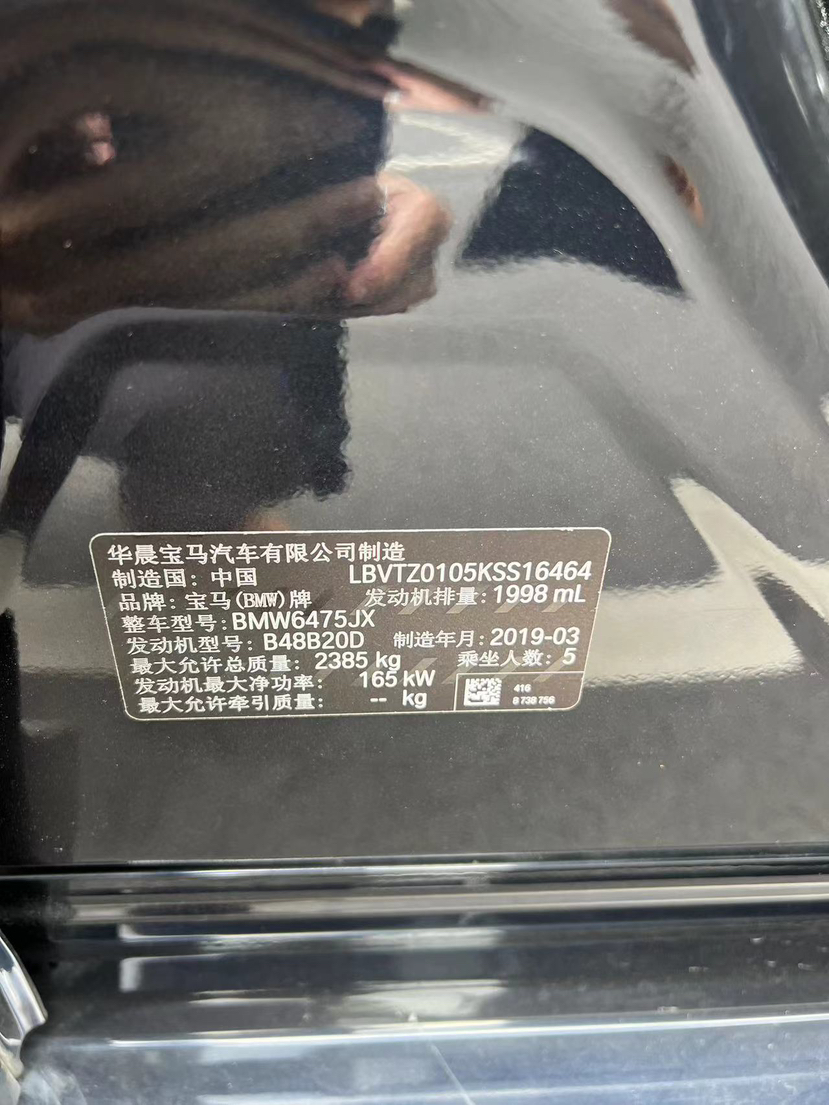 华晨宝马汽车有限公司制造
制造国：中国 LBVTZ0105KSS16464
品牌：宝马(BMW)牌 发动机排量：1998 mL
整车型号：BMW6475JX
发动机型号：B48B20D 制造年月：2019-03
最大允许总质量：2385 kg 乘坐人数：5
发动机最大净功率：165 kW
最大允许牵引质量：-- kg
416
8 738 756